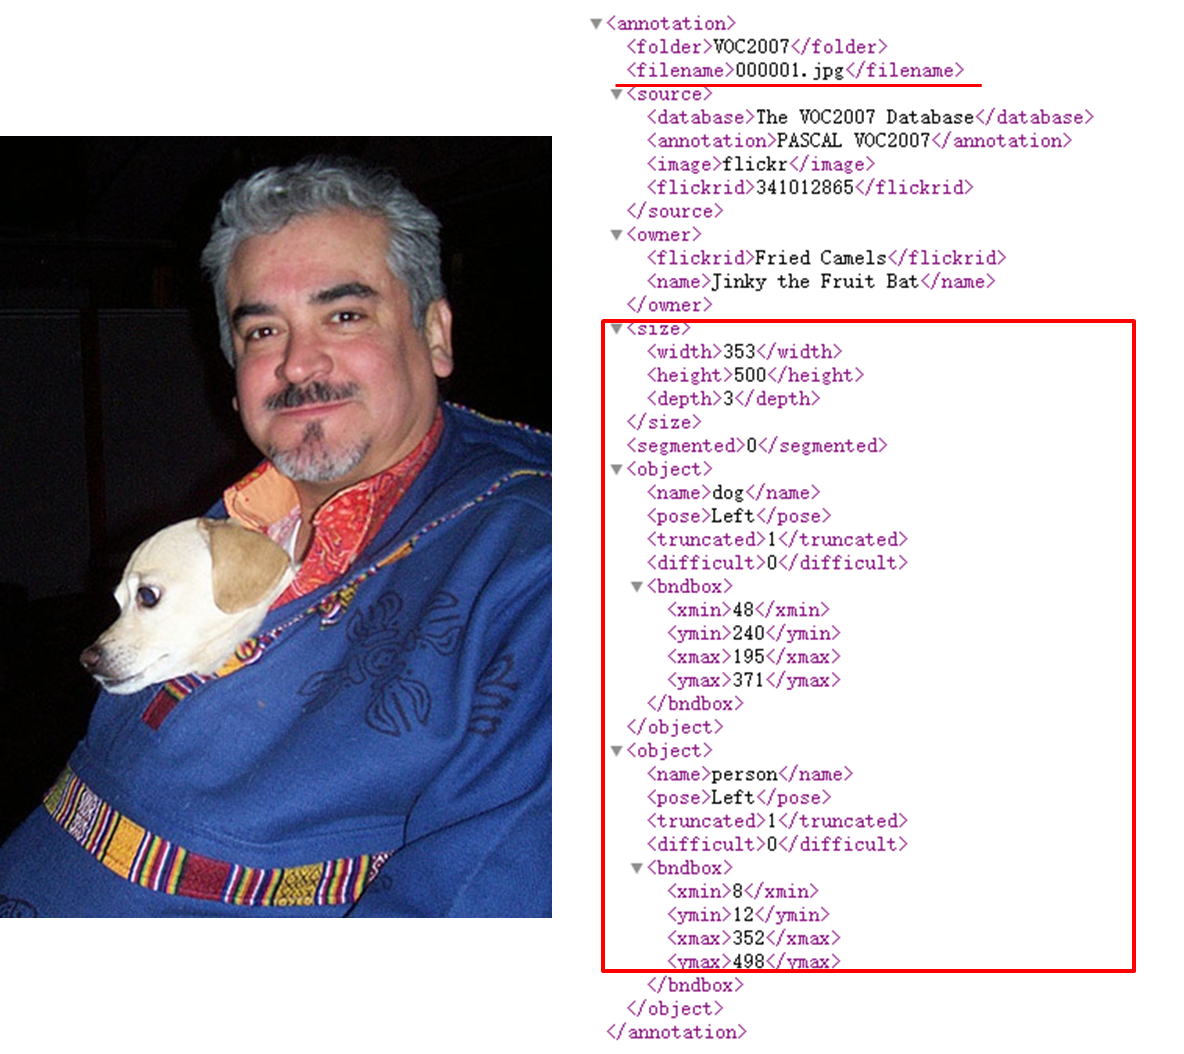 ▼<annotation>
<folder>VOC2007</folder>
<filename>000001.jpg</filename>
▼<source>
<database>The VOC2007 Database</database>
<annotation>PASCAL VOC2007</annotation>
<image>flickr</image>
<flickrid>341012865</flickrid>
</source>
▼<owner>
<flickrid>Fried Camels</flickrid>
<name>Jinky the Fruit Bat</name>
</owner>
▼<size>
<width>353</width>
<height>500</height>
<depth>3</depth>
</size>
<segmented>0</segmented>
▼<object>
<name>dog</name>
<pose>Left</pose>
<truncated>1</truncated>
<difficult>0</difficult>
▼<bndbox>
<xmin>48</xmin>
<ymin>240</ymin>
<xmax>195</xmax>
<ymax>371</ymax>
</bndbox>
</object>
▼<object>
<name>person</name>
<pose>Left</pose>
<truncated>1</truncated>
<difficult>0</difficult>
▼<bndbox>
<xmin>8</xmin>
<ymin>12</ymin>
<xmax>352</xmax>
<ymax>498</ymax>
</bndbox>
</object>
</annotation>